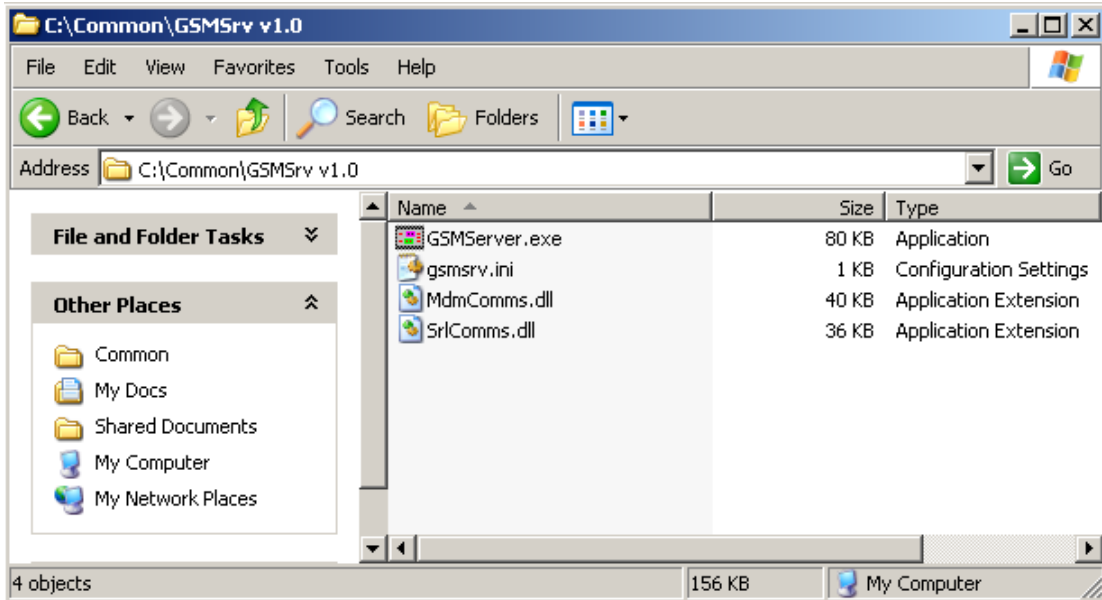 C:\Common\GSMSrv v1.0
File Edit View Favorites Tools Help
Back Search Folders
Address C:\Common\GSMSrv v1.0 Go
File and Folder Tasks
Other Places
Common
My Docs
Shared Documents
My Computer
My Network Places
Name Size Type
GSMServer.exe 80 KB Application
gsmsrv.ini 1 KB Configuration Settings
MdmComms.dll 40 KB Application Extension
SrlComms.dll 36 KB Application Extension
4 objects 156 KB My Computer